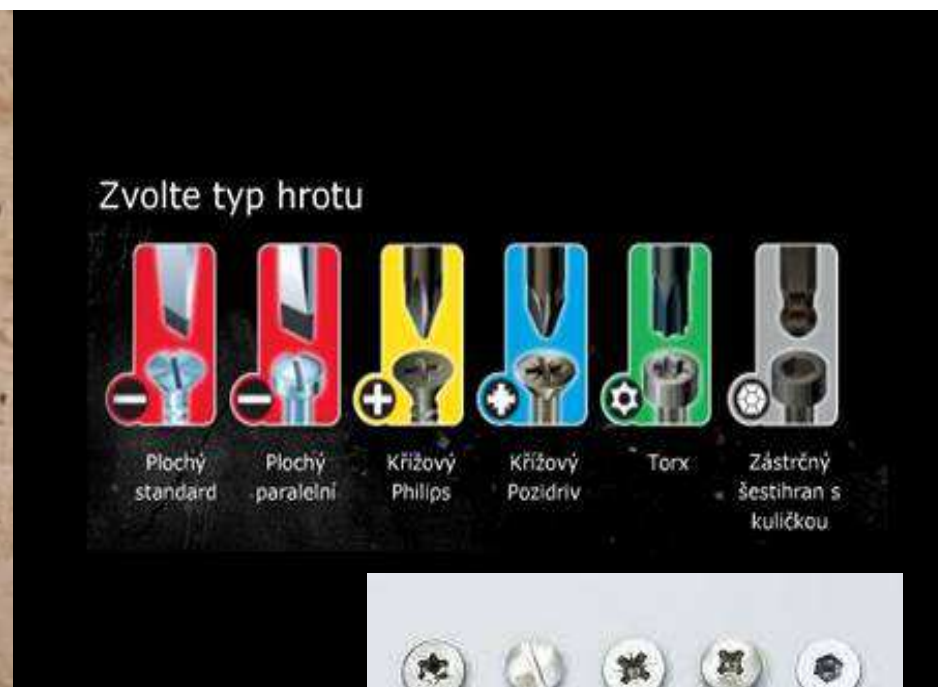 Zvolte typ hrotu
Plochý
standard
Plochý
paralelní
Křížový
Philips
Křížový
Pozidriv
Torx
Zástrčný
šestihran s
kuličkou